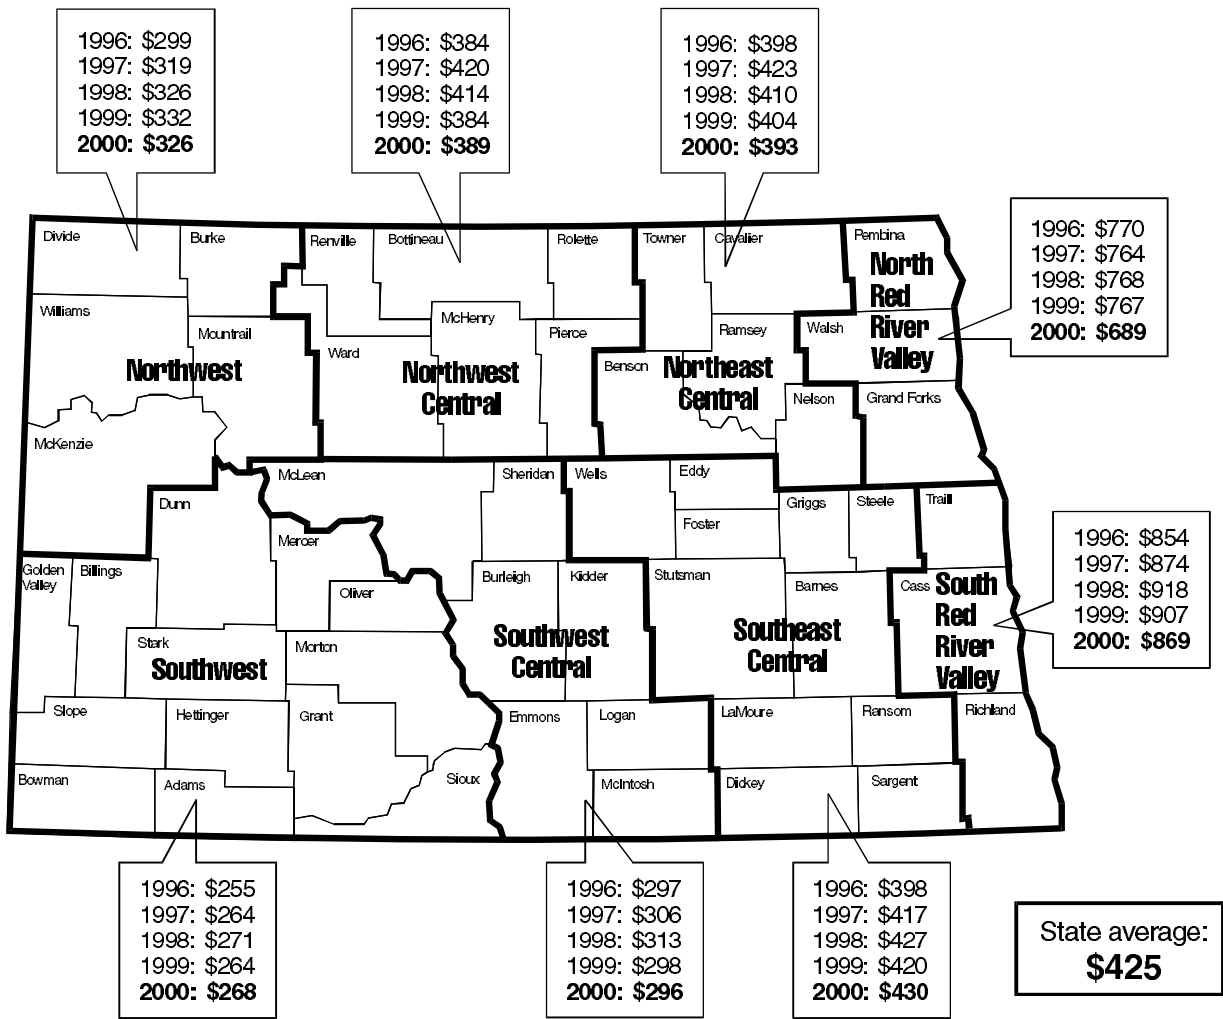 1996: $299
1997: $319
1998: $326
1999: $332
2000: $326
1996: $384
1997: $420
1998: $414
1999: $384
2000: $389
1996: $398
1997: $423
1998: $410
1999: $404
2000: $393
1996: $770
1997: $764
1998: $768
1999: $767
2000: $689
Divide
Burke
Renville
Bottineau
Rolette
Towner
Cavalier
Pembina
North
Red
River
Valley
Williams
Mountrail
McHenry
Ward
Pierce
Benson
Ramsey
Walsh
Northwest
Northwest
Central
Northeast
Central
Nelson
Grand Forks
McKenzie
McLean
Sheridan
Wells
Eddy
Foster
Griggs
Steele
Traill
Dunn
Mercer
Golden
Valley
Billings
Oliver
Burleigh
Kidder
Stutsman
Barnes
Cass
South
Red
River
Valley
1996: $854
1997: $874
1998: $918
1999: $907
2000: $869
Stark
Southwest
Morton
Southwest
Central
Southeast
Central
Slope
Hettinger
Grant
Emmons
Logan
LaMoure
Ransom
Richland
Bowman
Adams
Sioux
McIntosh
Dickey
Sargent
1996: $255
1997: $264
1998: $271
1999: $264
2000: $268
1996: $297
1997: $306
1998: $313
1999: $298
2000: $296
1996: $398
1997: $417
1998: $427
1999: $420
2000: $430
State average:
$425